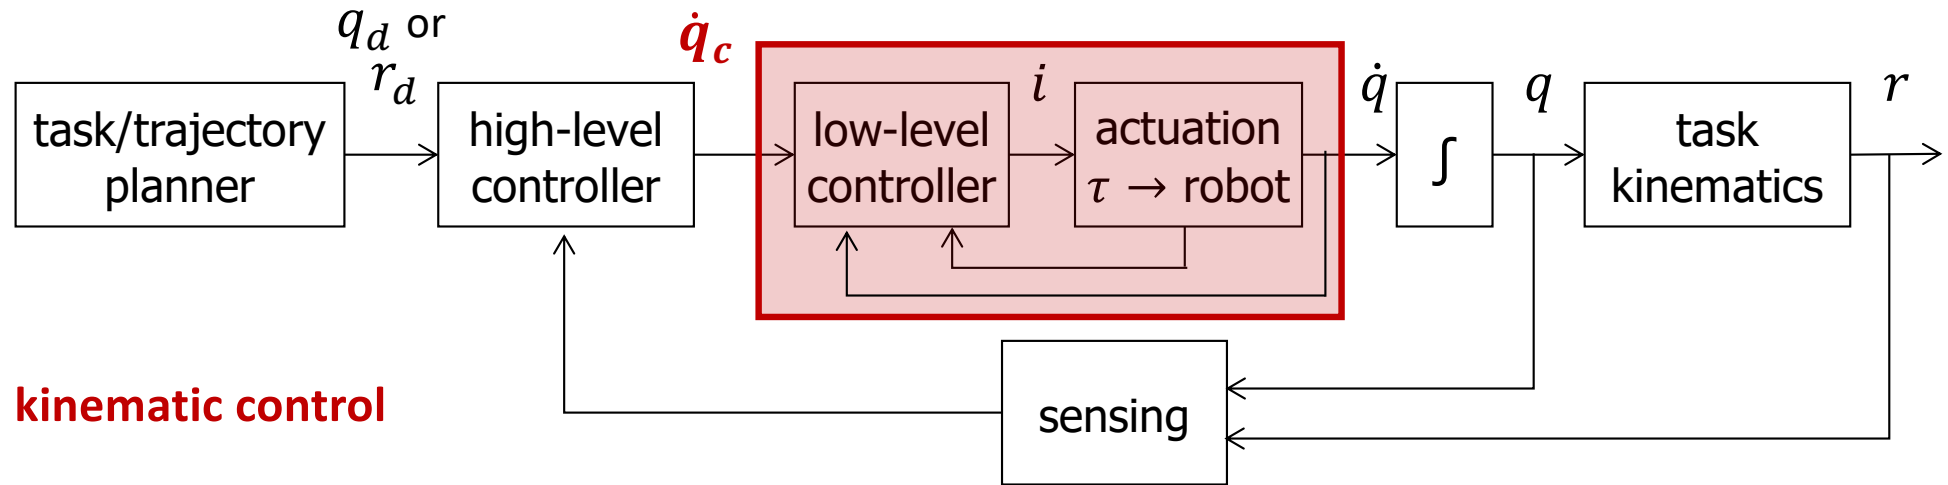 q_d or
r_d
q̇_c
i
q̇
q
r
task/trajectory
planner
high-level
controller
low-level
controller
actuation
τ → robot
∫
task
kinematics
kinematic control
sensing